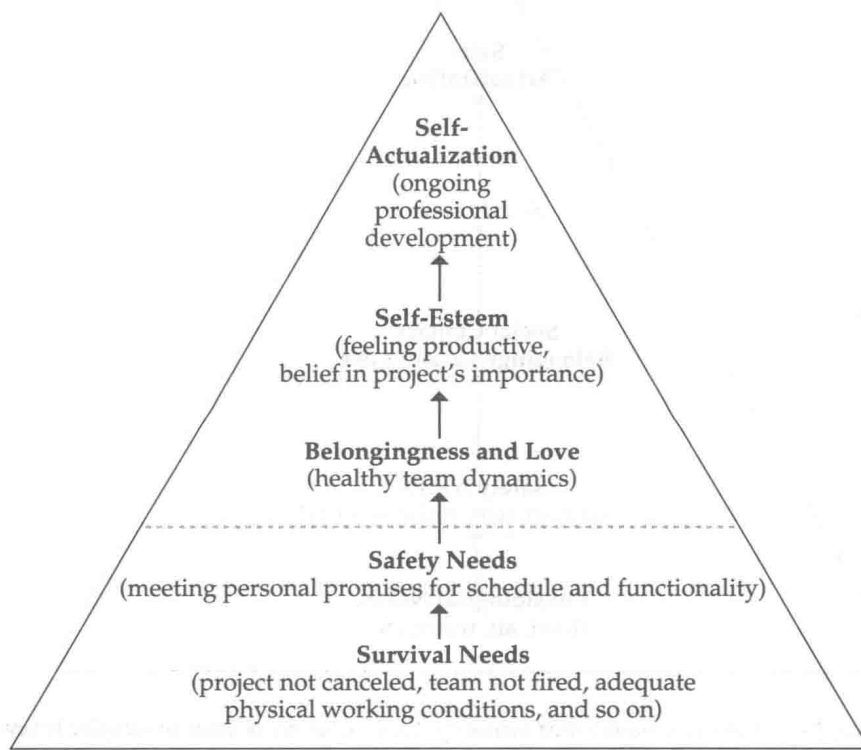 Self-
Actualization
(ongoing
professional
development)
Self-Esteem
(feeling productive,
belief in project's importance)
Belongingness and Love
(healthy team dynamics)
Safety Needs
(meeting personal promises for schedule and functionality)
Survival Needs
(project not canceled, team not fired, adequate
physical working conditions, and so on)